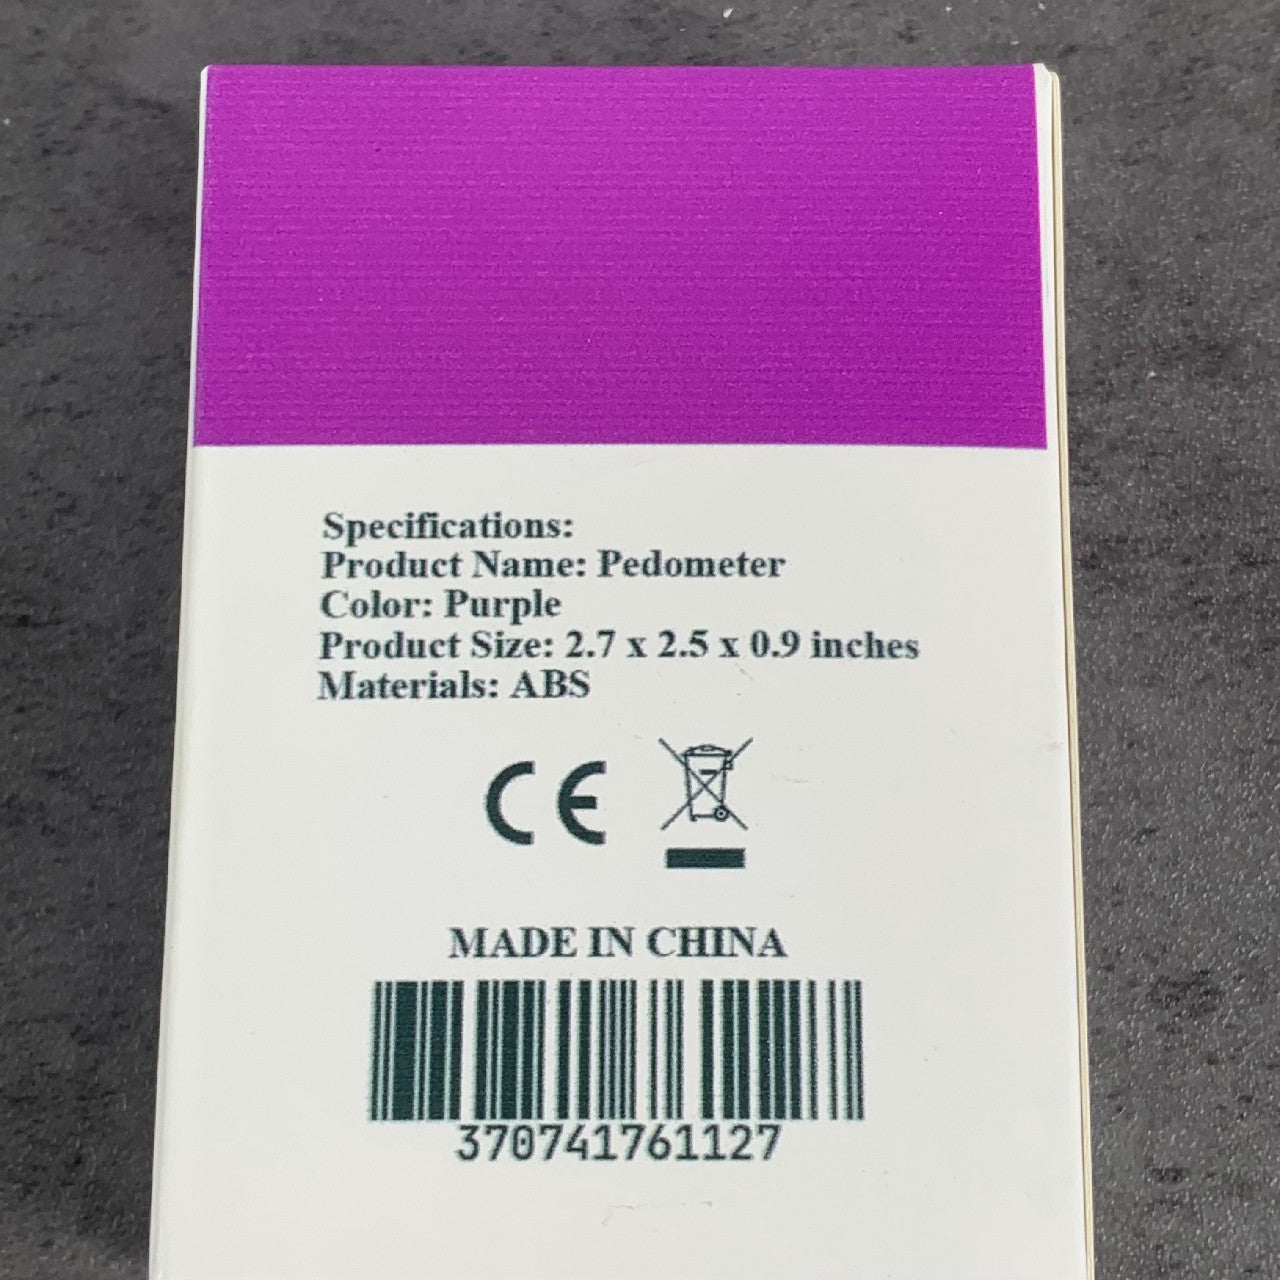 Specifications:
Product Name: Pedometer
Color: Purple
Product Size: 2.7 x 2.5 x 0.9 inches
Materials: ABS
CE
MADE IN CHINA
370741761127